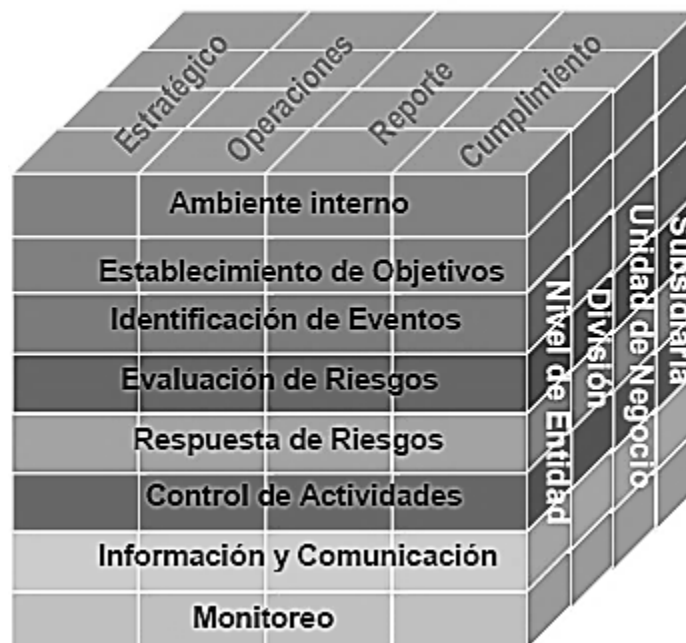 Estratégico
Operaciones
Reporte
Cumplimiento
Ambiente interno
Establecimiento de Objetivos
Identificación de Eventos
Evaluación de Riesgos
Respuesta de Riesgos
Control de Actividades
Información y Comunicación
Monitoreo
Nivel de Entidad
División
Unidad de Negocio
Subsidiaria